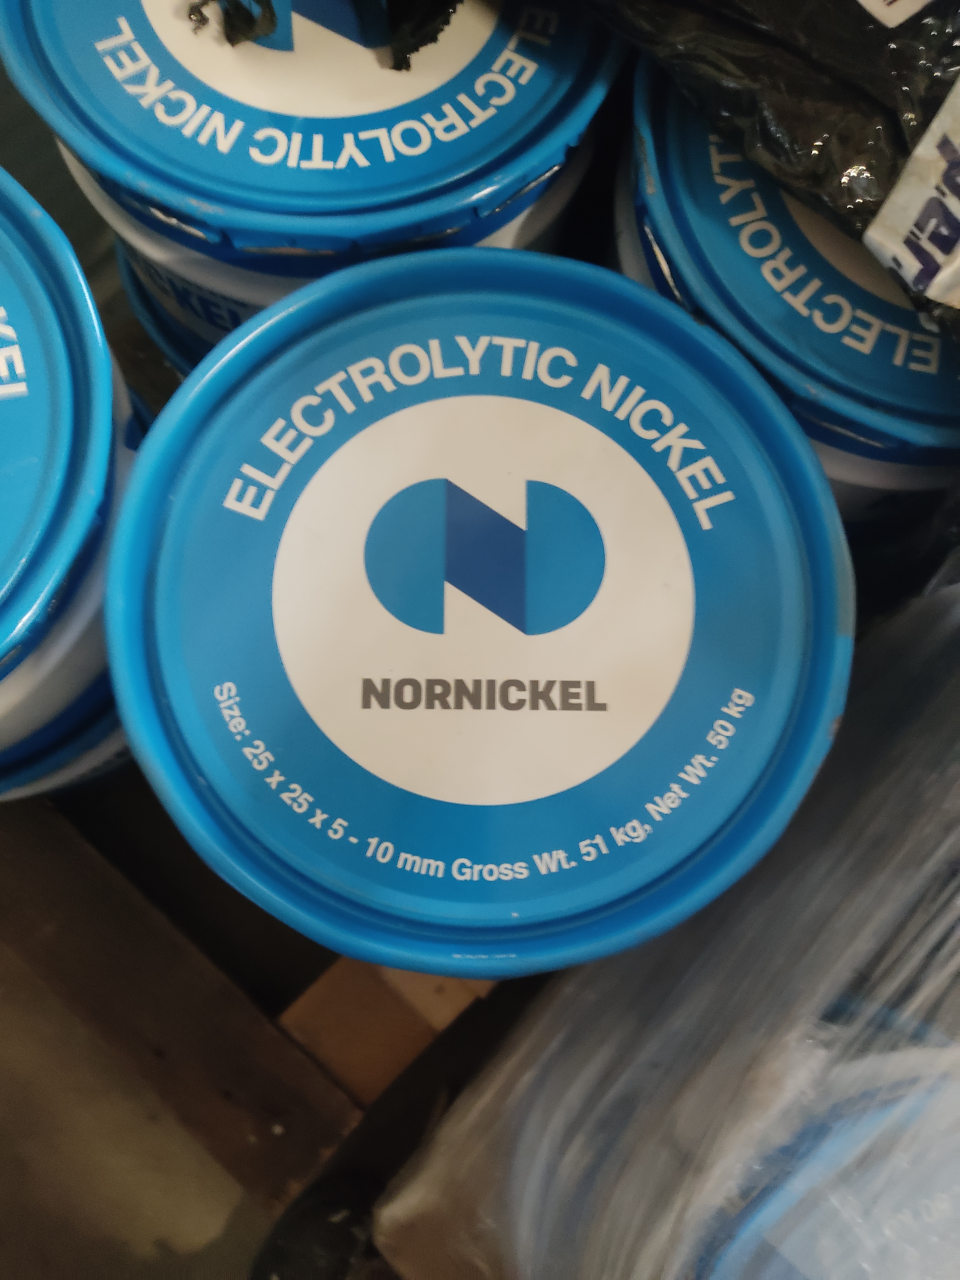 ELECTROLYTIC NICKEL
ELECTROLYTIC NICKEL
NORNICKEL
Size: 25 x 25 x 5 - 10 mm Gross Wt. 51 kg, Net Wt. 50 kg